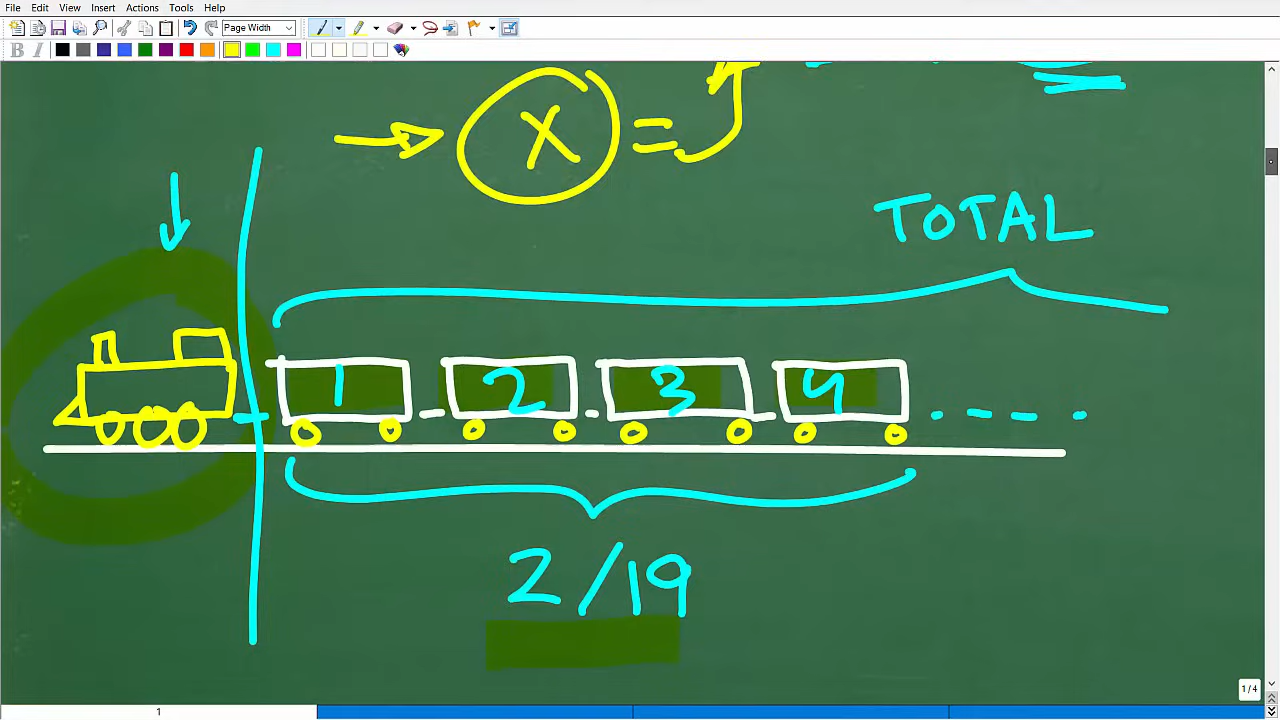 File Edit View Insert Actions Tools Help
Page Width
B I
X =
TOTAL
1 2 3 4
2/19
1/4
1